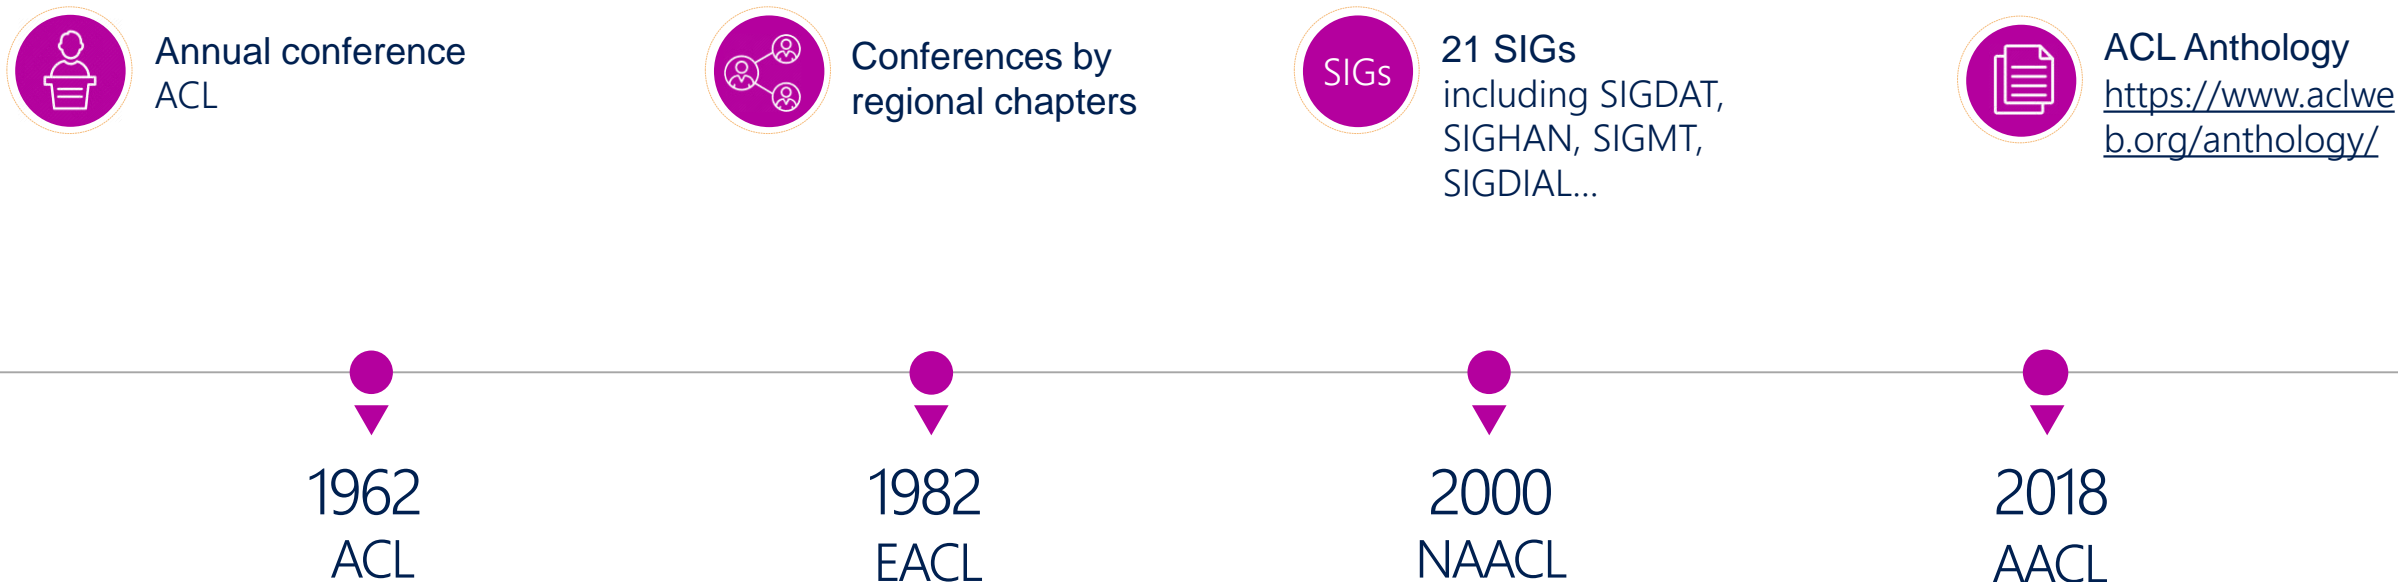 Annual conference
ACL
Conferences by
regional chapters
SIGs
21 SIGs
including SIGDAT,
SIGHAN, SIGMT,
SIGDIAL...
ACL Anthology
https://www.aclwe
b.org/anthology/
1962
ACL
1982
EACL
2000
NAACL
2018
AACL